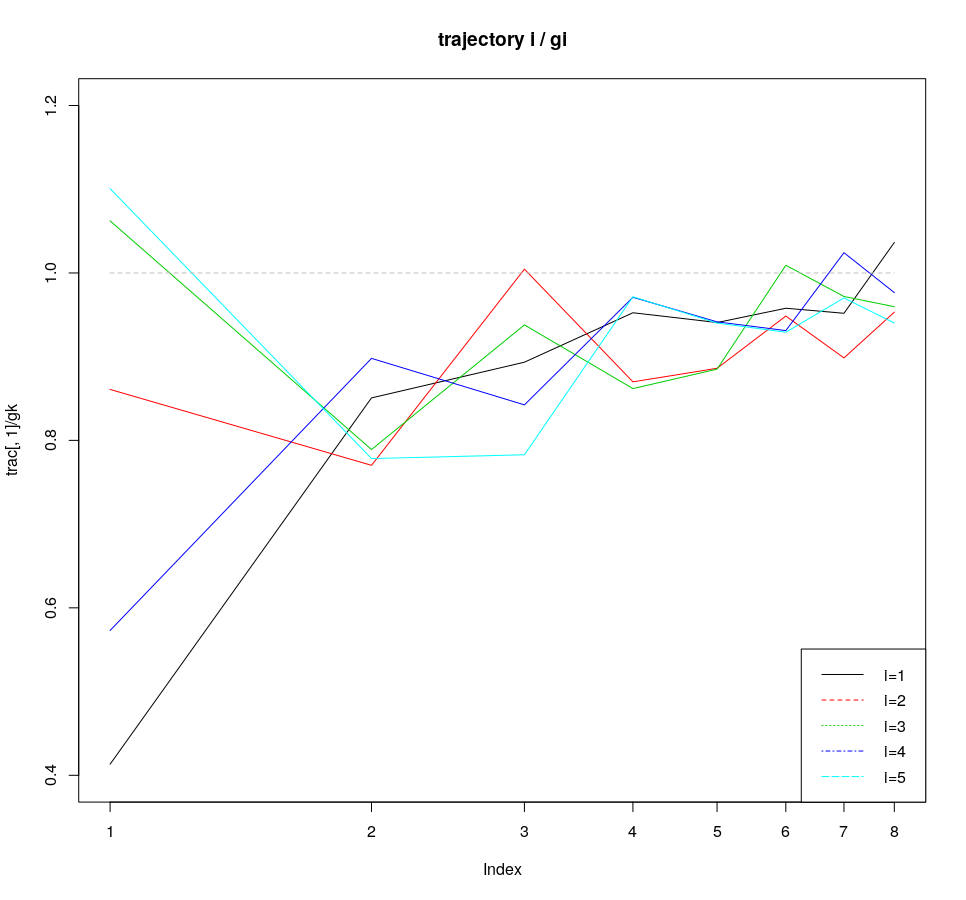 trajectory i / gi
trac[, 1]/gk
1.2
1.0
0.8
0.6
0.4
1 2 3 4 5 6 7 8
Index
i=1
i=2
i=3
i=4
i=5